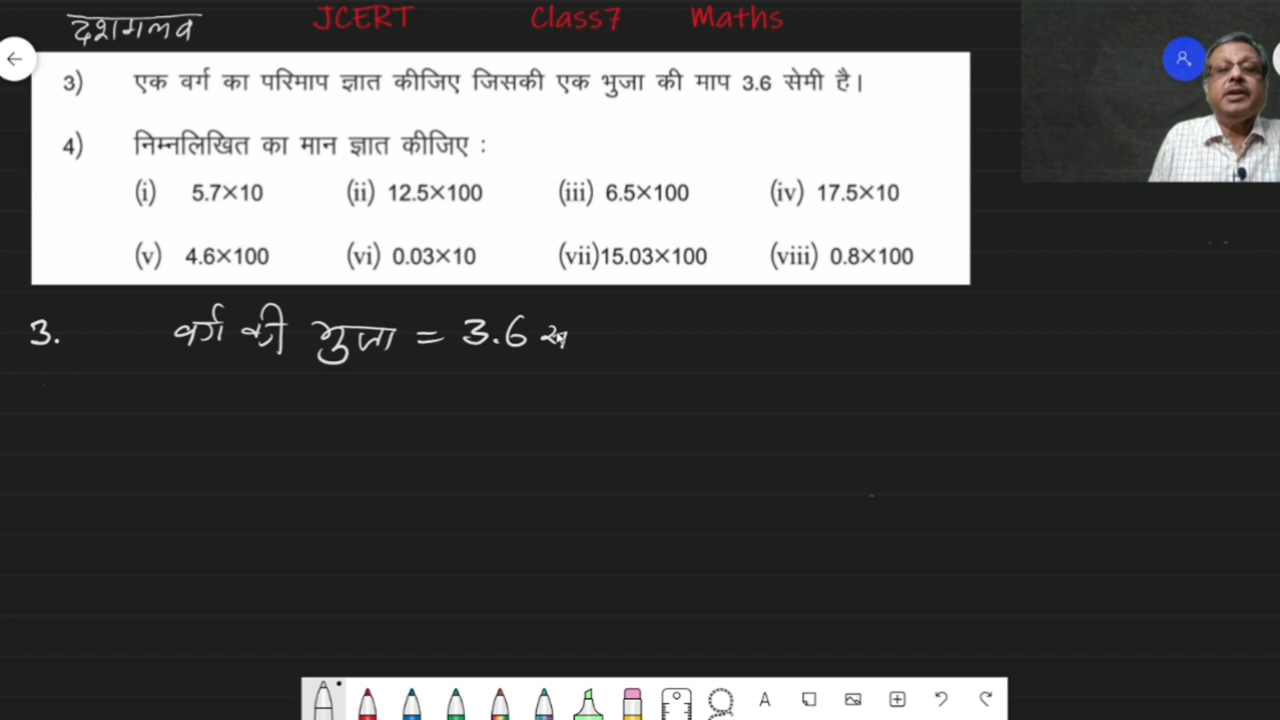 दशमलव JCERT Class7 Maths
3) एक वर्ग का परिमाप ज्ञात कीजिए जिसकी एक भुजा की माप 3.6 सेमी है।
4) निम्नलिखित का मान ज्ञात कीजिए :
(i) 5.7×10 (ii) 12.5×100 (iii) 6.5×100 (iv) 17.5×10
(v) 4.6×100 (vi) 0.03×10 (vii)15.03×100 (viii) 0.8×100
3. वर्ग की भुजा = 3.6
A